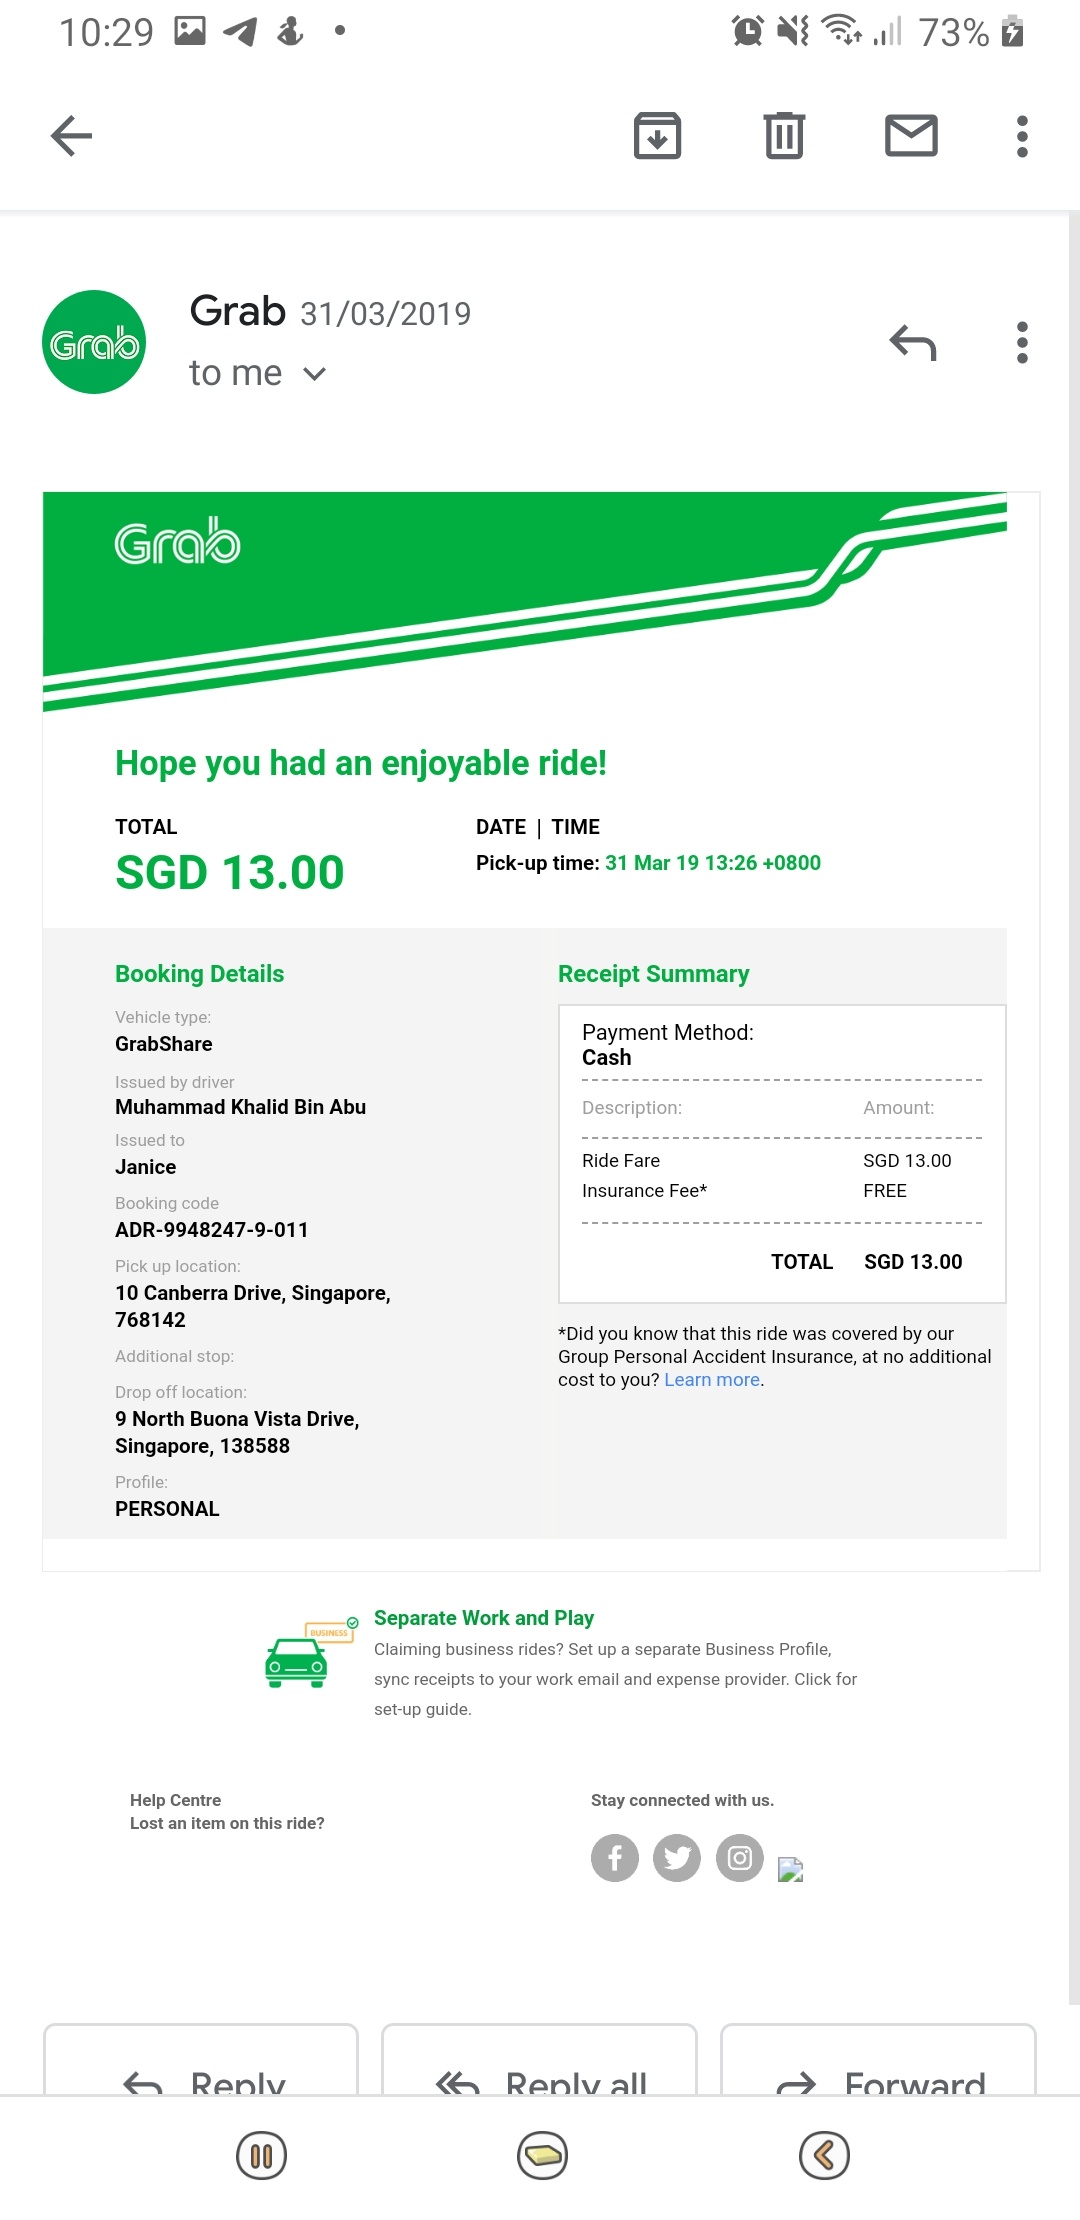 10:29
73%
Grab
Grab 31/03/2019
to me
Grab
Hope you had an enjoyable ride!
TOTAL
DATE | TIME
SGD 13.00
Pick-up time: 31 Mar 19 13:26 +0800
Booking Details
Vehicle type:
GrabShare
Issued by driver
Muhammad Khalid Bin Abu
Issued to
Janice
Booking code
ADR-9948247-9-011
Pick up location:
10 Canberra Drive, Singapore,
768142
Additional stop:
Drop off location:
9 North Buona Vista Drive,
Singapore, 138588
Profile:
PERSONAL
Receipt Summary
Payment Method:
Cash
Description: Amount:
Ride Fare SGD 13.00
Insurance Fee* FREE
TOTAL SGD 13.00
*Did you know that this ride was covered by our
Group Personal Accident Insurance, at no additional
cost to you? Learn more.
BUSINESS
Separate Work and Play
Claiming business rides? Set up a separate Business Profile,
sync receipts to your work email and expense provider. Click for
set-up guide.
Help Centre
Lost an item on this ride?
Stay connected with us.
Reply
Reply all
Forward